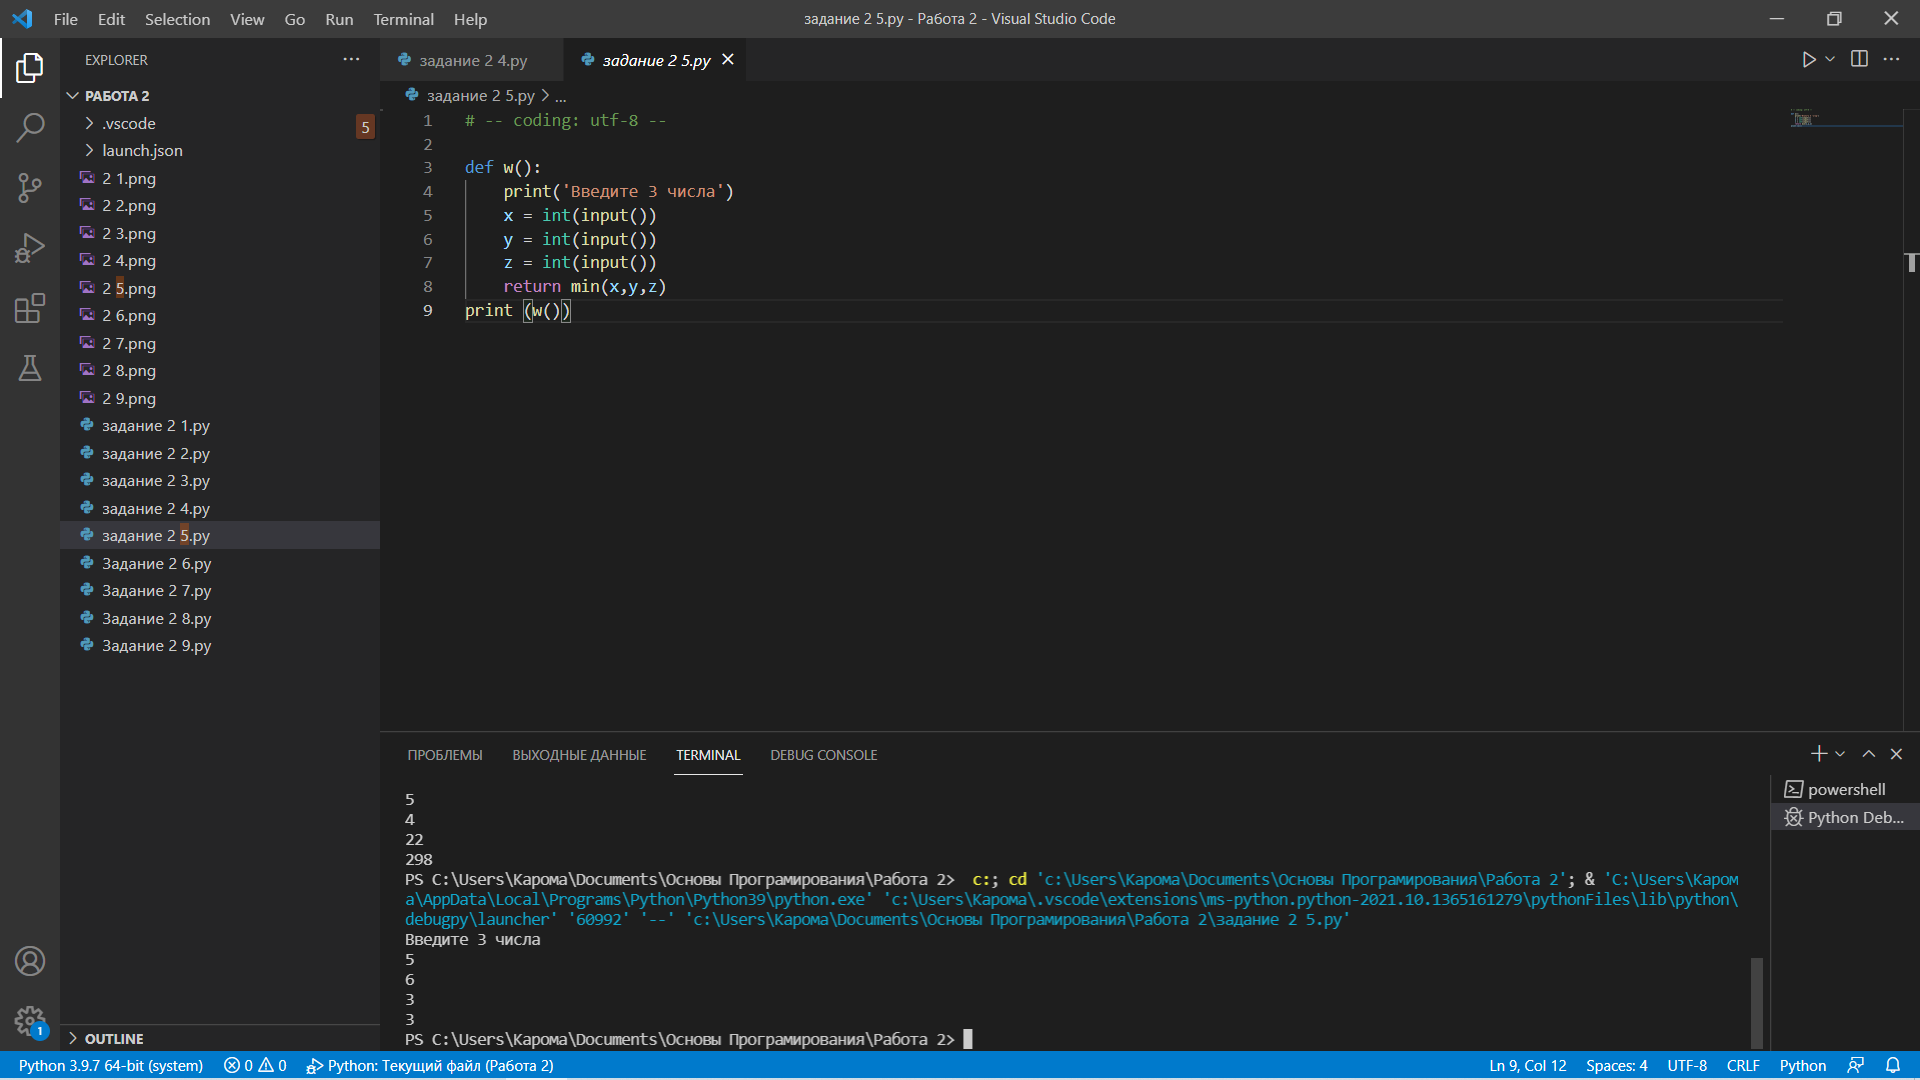 File Edit Selection View Go Run Terminal Help
задание 2 5.py - Работа 2 - Visual Studio Code
EXPLORER
РАБОТА 2
.vscode
5
launch.json
2 1.png
2 2.png
2 3.png
2 4.png
2 5.png
2 6.png
2 7.png
2 8.png
2 9.png
задание 2 1.py
задание 2 2.py
задание 2 3.py
задание 2 4.py
задание 2 5.py
Задание 2 6.py
Задание 2 7.py
Задание 2 8.py
Задание 2 9.py
OUTLINE
1
задание 2 4.py
задание 2 5.py
задание 2 5.py > ...
1 # -- coding: utf-8 --
2
3 def w():
4 print('Введите 3 числа')
5 x = int(input())
6 y = int(input())
7 z = int(input())
8 return min(x,y,z)
9 print (w())
ПРОБЛЕМЫ ВЫХОДНЫЕ ДАННЫЕ TERMINAL DEBUG CONSOLE
5
4
22
298
PS C:\Users\Карома\Documents\Основы Програмирования\Работа 2>  c:; cd 'c:\Users\Карома\Documents\Основы Програмирования\Работа 2'; & 'C:\Users\Каром
а\AppData\Local\Programs\Python\Python39\python.exe' 'c:\Users\Карома\.vscode\extensions\ms-python.python-2021.10.1365161279\pythonFiles\lib\python\
debugpy\launcher' '60992' '--' 'c:\Users\Карома\Documents\Основы Програмирования\Работа 2\задание 2 5.py'
Введите 3 числа
5
6
3
3
PS C:\Users\Карома\Documents\Основы Програмирования\Работа 2>
powershell
Python Deb...
Python 3.9.7 64-bit (system) 0 0 Python: Текущий файл (Работа 2)
Ln 9, Col 12 Spaces: 4 UTF-8 CRLF Python